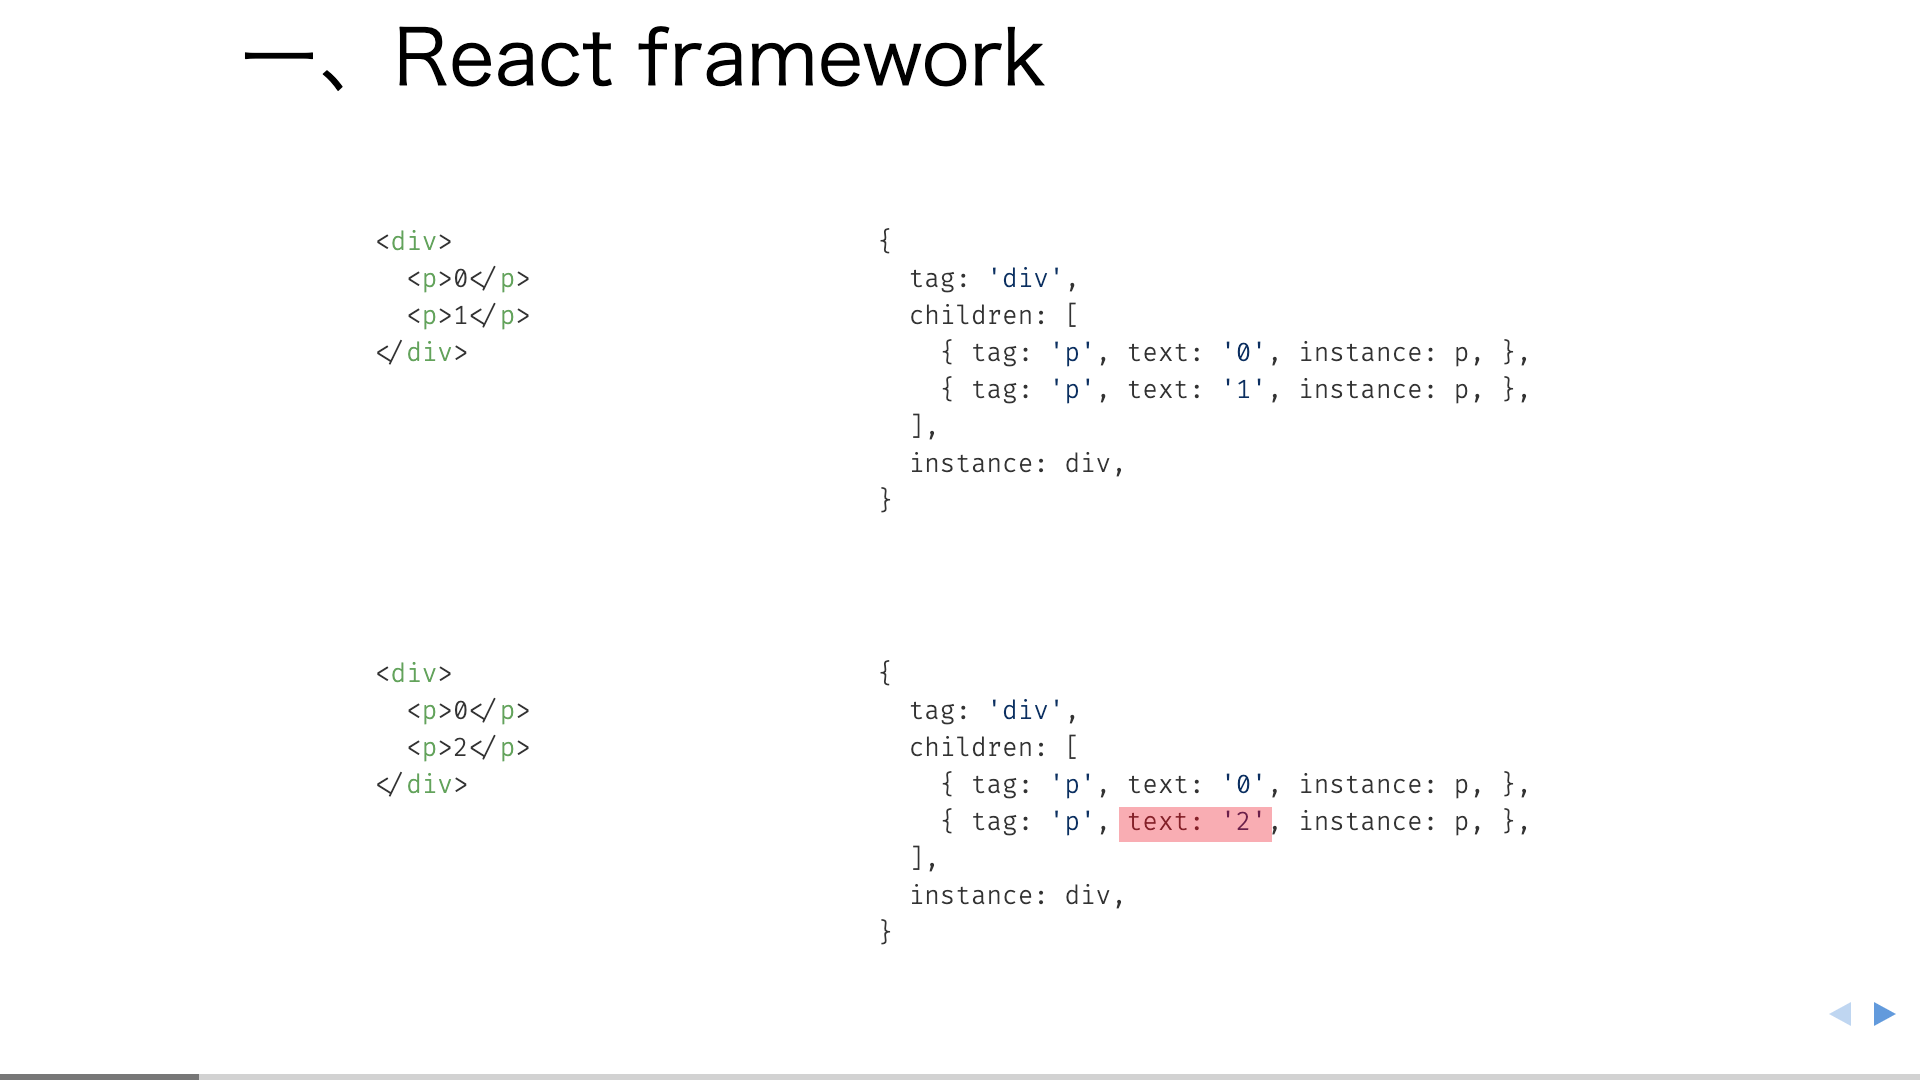 一、React framework
<div>
  <p>0</p>
  <p>1</p>
</div>
{
  tag: 'div',
  children: [
    { tag: 'p', text: '0', instance: p, },
    { tag: 'p', text: '1', instance: p, },
  ],
  instance: div,
}
<div>
  <p>0</p>
  <p>2</p>
</div>
{
  tag: 'div',
  children: [
    { tag: 'p', text: '0', instance: p, },
    { tag: 'p', text: '2', instance: p, },
  ],
  instance: div,
}